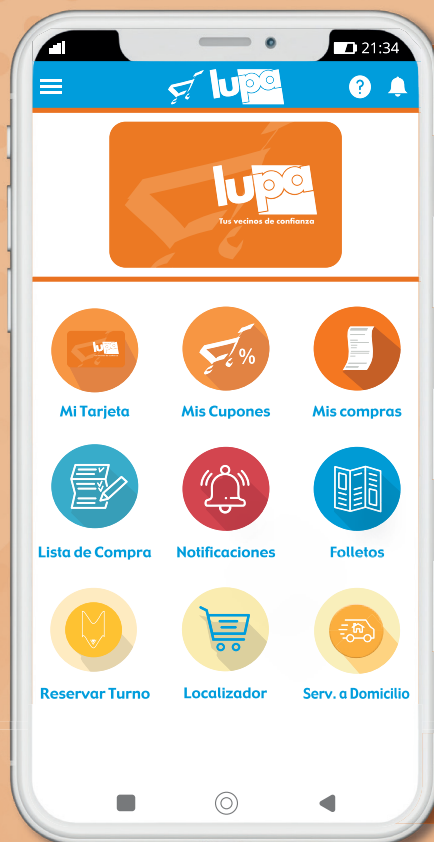 21:34
lupa
?
lupa
Tus vecinos de confianza
lupa
%
Mi Tarjeta
Mis Cupones
Mis compras
Lista de Compra
Notificaciones
Folletos
Reservar Turno
Localizador
Serv. a Domicilio